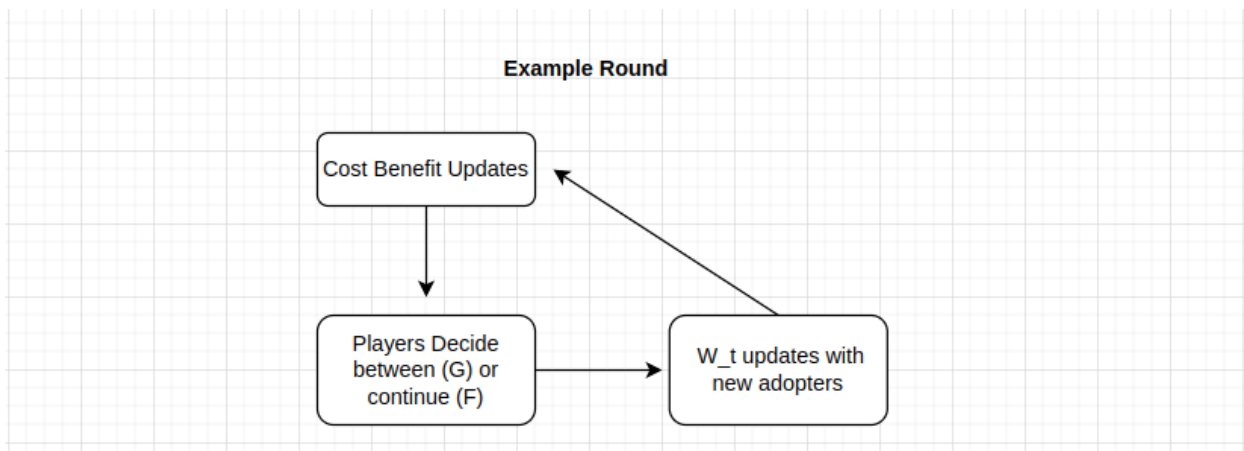 Example Round
Cost Benefit Updates
Players Decide
between (G) or
continue (F)
W_t updates with
new adopters